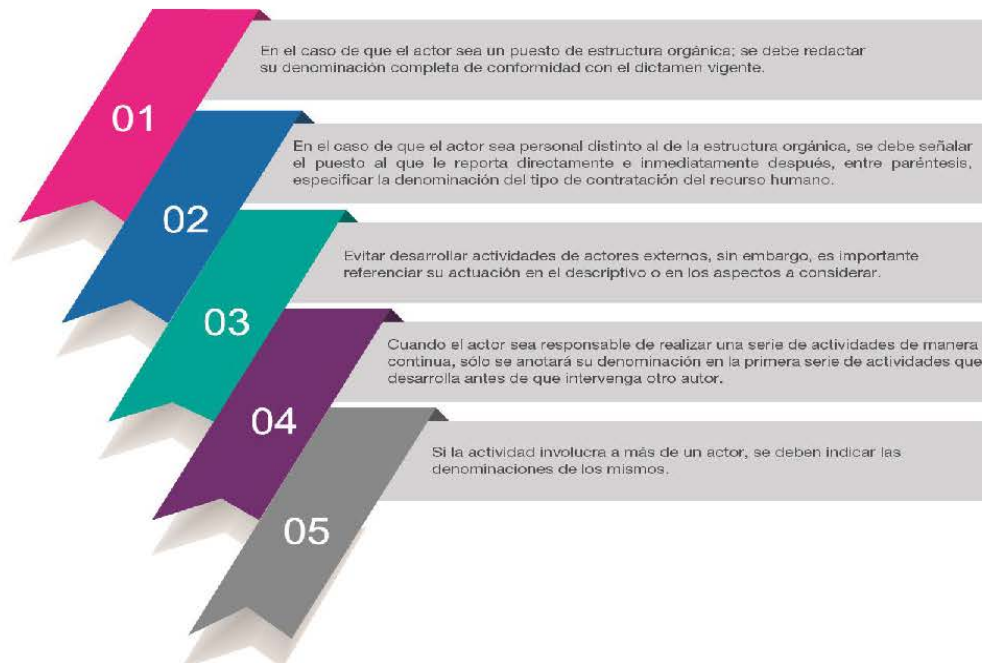 01
En el caso de que el actor sea un puesto de estructura orgánica; se debe redactar
su denominación completa de conformidad con el dictamen vigente.
02
En el caso de que el actor sea personal distinto al de la estructura orgánica, se debe señalar
el puesto al que le reporta directamente e inmediatamente después, entre paréntesis,
especificar la denominación del tipo de contratación del recurso humano.
03
Evitar desarrollar actividades de actores externos, sin embargo, es importante
referenciar su actuación en el descriptivo o en los aspectos a considerar.
04
Cuando el actor sea responsable de realizar una serie de actividades de manera
continua, sólo se anotará su denominación en la primera serie de actividades que
desarrolla antes de que intervenga otro autor.
05
Si la actividad involucra a más de un actor, se deben indicar las
denominaciones de los mismos.